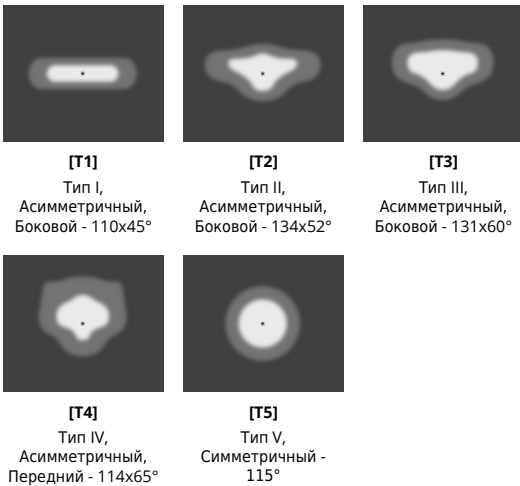 [T1]
Тип I,
Асимметричный,
Боковой - 110x45°
[T2]
Тип II,
Асимметричный,
Боковой - 134x52°
[T3]
Тип III,
Асимметричный,
Боковой - 131x60°
[T4]
Тип IV,
Асимметричный,
Передний - 114x65°
[T5]
Тип V,
Симметричный -
115°